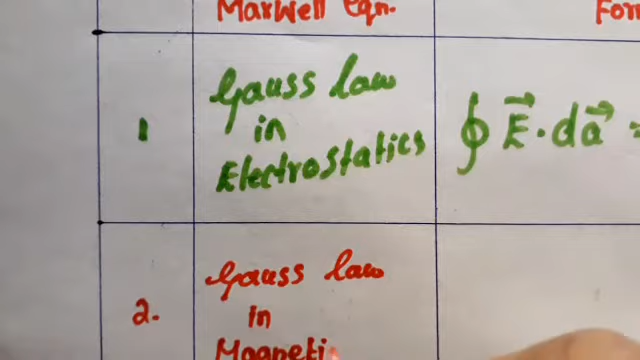 Maxwell Eqn.
1 Gauss law
in
Electrostatics
∮ E⃗ · da⃗ =
Gauss law
2. in